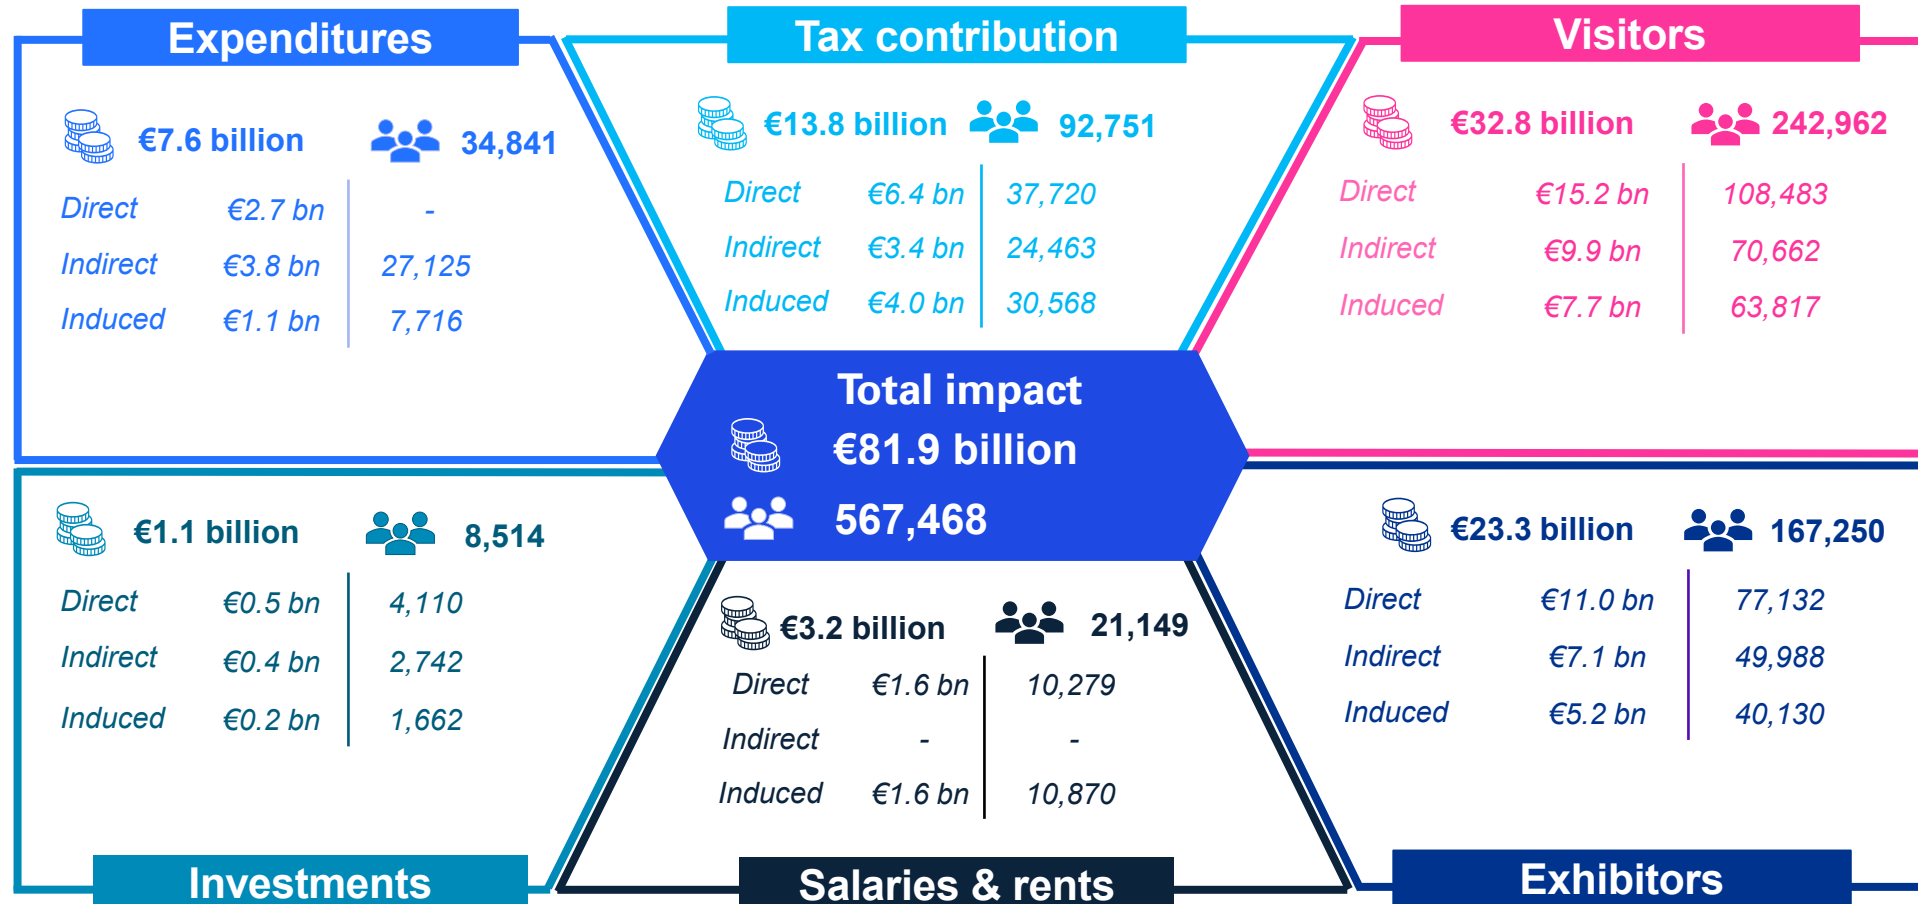 Expenditures
€7.6 billion 34,841
Direct €2.7 bn -
Indirect €3.8 bn 27,125
Induced €1.1 bn 7,716
Tax contribution
€13.8 billion 92,751
Direct €6.4 bn 37,720
Indirect €3.4 bn 24,463
Induced €4.0 bn 30,568
Visitors
€32.8 billion 242,962
Direct €15.2 bn 108,483
Indirect €9.9 bn 70,662
Induced €7.7 bn 63,817
Total impact
€81.9 billion
567,468
€1.1 billion 8,514
Direct €0.5 bn 4,110
Indirect €0.4 bn 2,742
Induced €0.2 bn 1,662
Investments
€3.2 billion 21,149
Direct €1.6 bn 10,279
Indirect - -
Induced €1.6 bn 10,870
Salaries & rents
€23.3 billion 167,250
Direct €11.0 bn 77,132
Indirect €7.1 bn 49,988
Induced €5.2 bn 40,130
Exhibitors